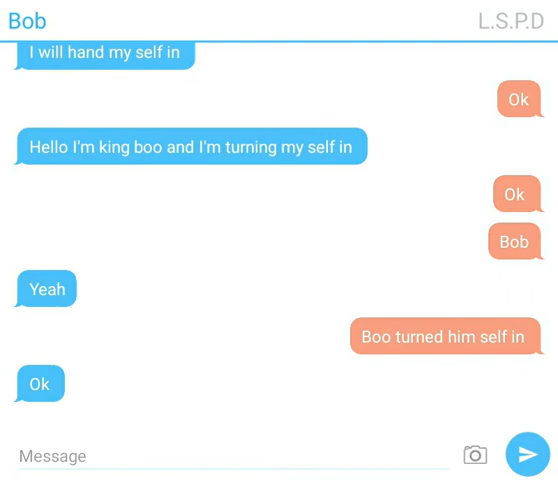 Bob
L.S.P.D
I will hand my self in
Ok
Hello I'm king boo and I'm turning my self in
Ok
Bob
Yeah
Boo turned him self in
Ok
Message